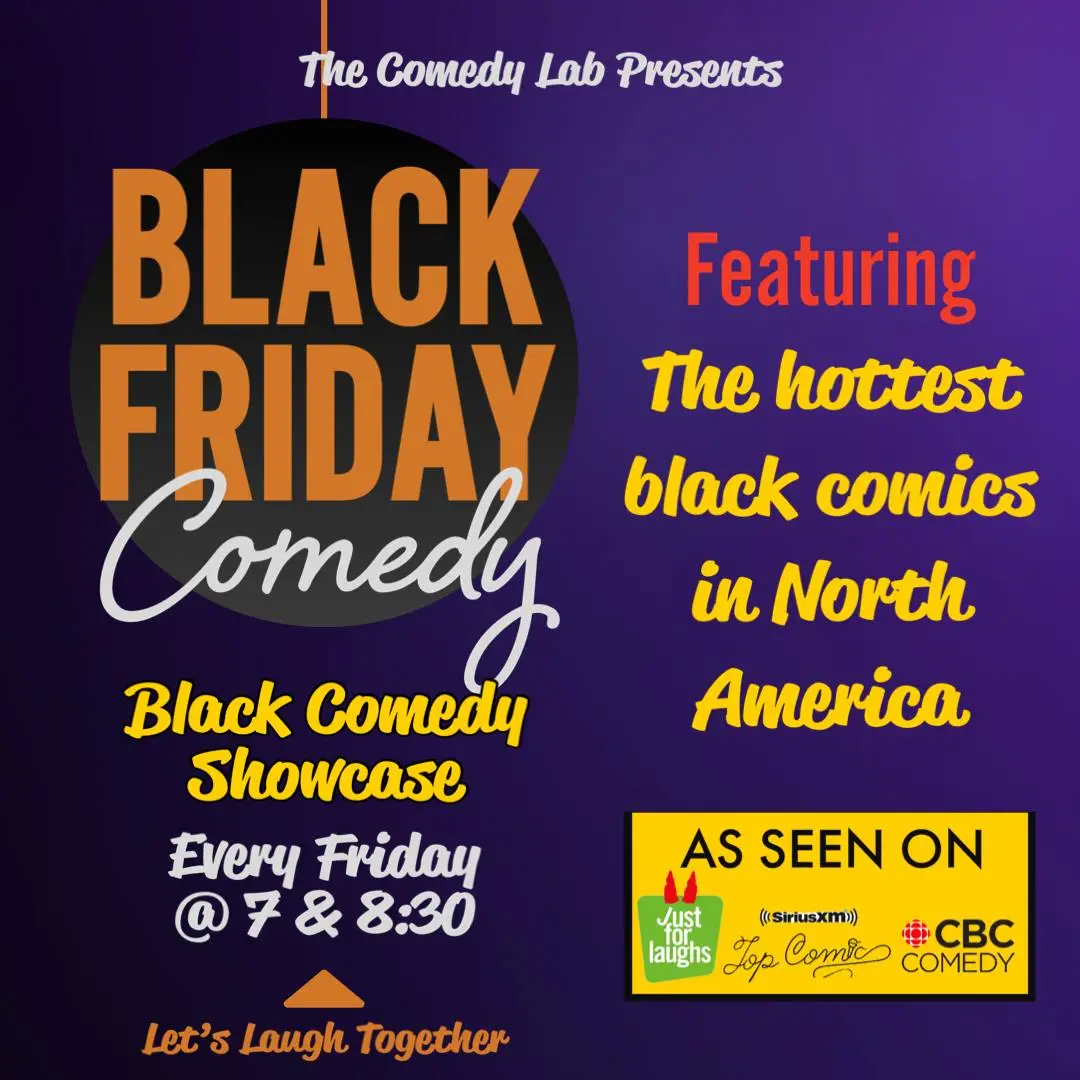 The Comedy Lab Presents
BLACK
FRIDAY
Comedy
Black Comedy
Showcase
Every Friday
@ 7 & 8:30
Let's Laugh Together
Featuring
The hottest
black comics
in North
America
AS SEEN ON
Just
for
laughs
((SiriusXM))
Top Comic
CBC
COMEDY